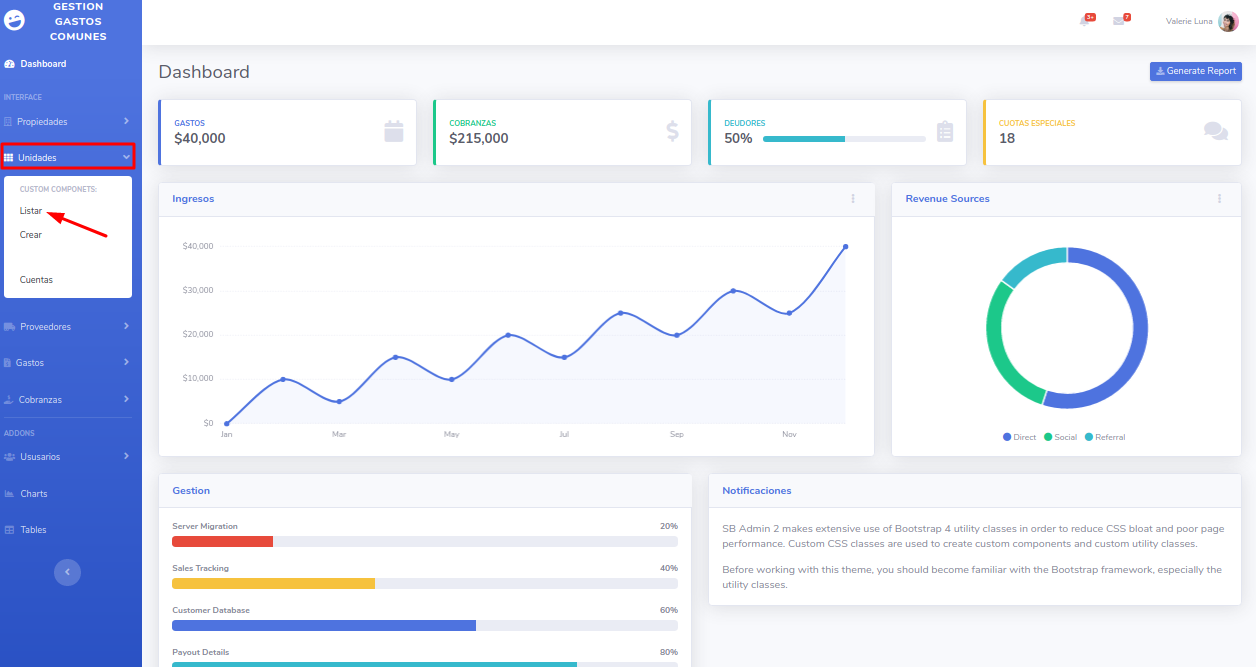 GESTION
GASTOS
COMUNES
Dashboard
INTERFACE
Propiedades
Unidades
CUSTOM COMPONETS:
Listar
Crear
Cuentas
Proveedores
Gastos
Cobranzas
ADDONS
Ususarios
Charts
Tables
3+
7
Valerie Luna
Dashboard
Generate Report
GASTOS
$40,000
COBRANZAS
$215,000
DEUDORES
50%
CUOTAS ESPECIALES
18
Ingresos
$40,000
$30,000
$20,000
$10,000
$0
Jan Mar May Jul Sep Nov
Revenue Sources
Direct Social Referral
Gestion
Server Migration 20%
Sales Tracking 40%
Customer Database 60%
Payout Details 80%
Notificaciones
SB Admin 2 makes extensive use of Bootstrap 4 utility classes in order to reduce CSS bloat and poor page
performance. Custom CSS classes are used to create custom components and custom utility classes.
Before working with this theme, you should become familiar with the Bootstrap framework, especially the
utility classes.